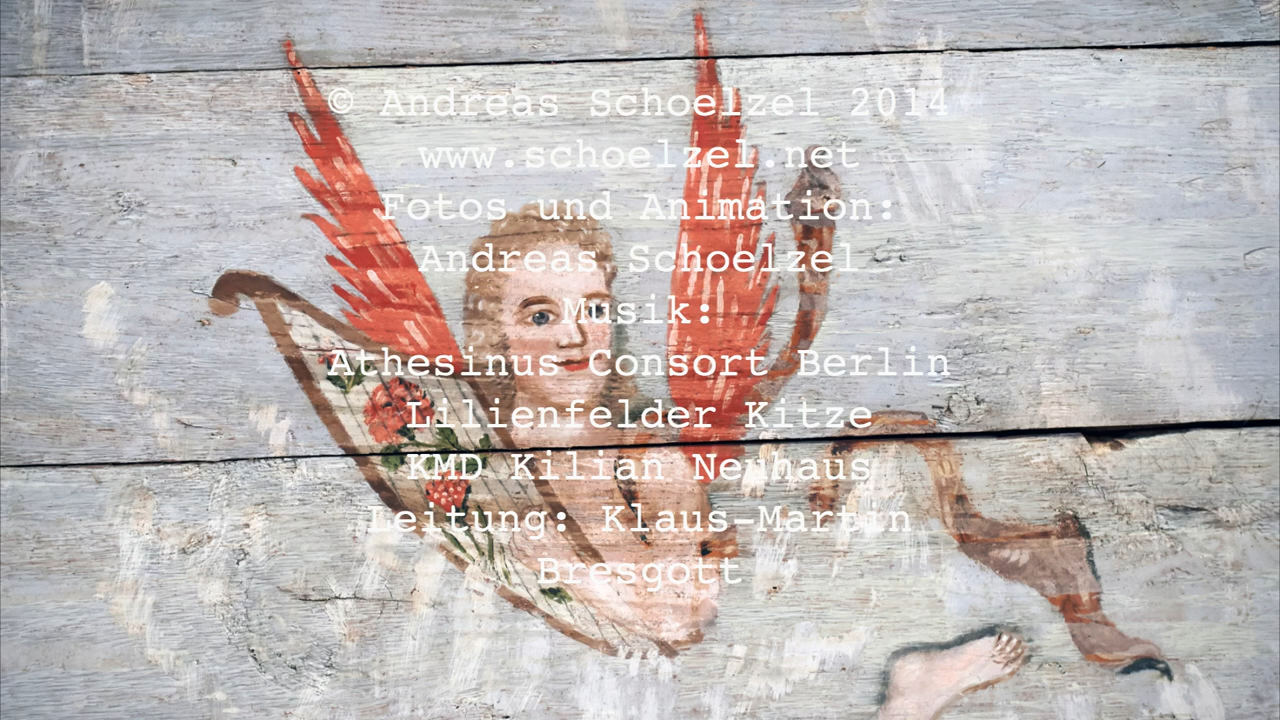 © Andreas Schoelzel 2014
www.schoelzel.net
Fotos und Animation:
Andreas Schoelzel
Musik:
Athesinus Consort Berlin
Lilienfelder Kitze
KMD Kilian Neuhaus
Leitung: Klaus-Martin
Bresgott